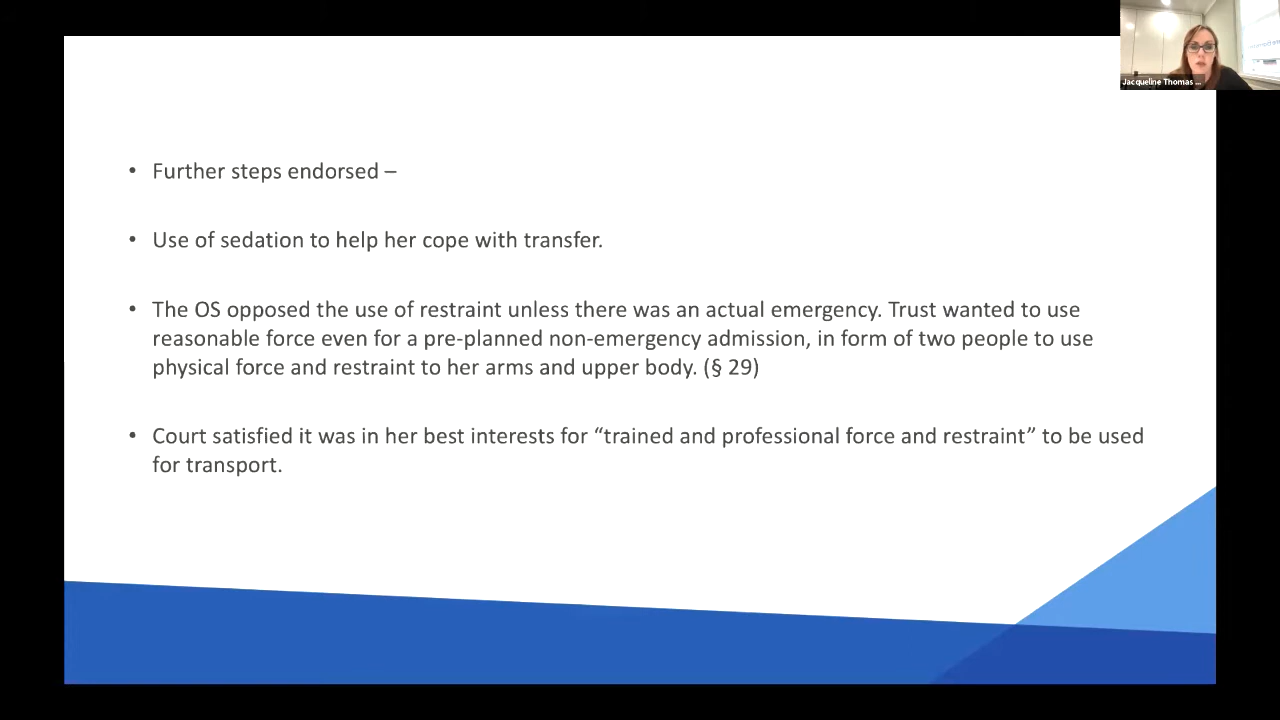 Jacqueline Thomas ...
• Further steps endorsed –
• Use of sedation to help her cope with transfer.
• The OS opposed the use of restraint unless there was an actual emergency. Trust wanted to use
reasonable force even for a pre-planned non-emergency admission, in form of two people to use
physical force and restraint to her arms and upper body. (§ 29)
• Court satisfied it was in her best interests for “trained and professional force and restraint” to be used
for transport.